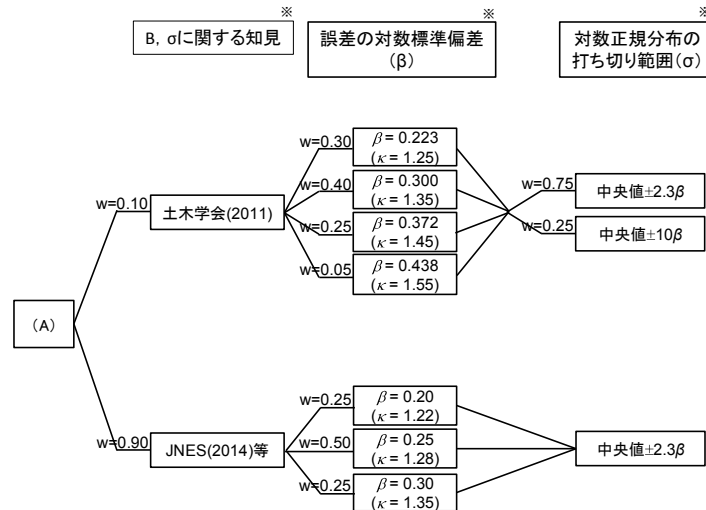 ※
※
※
B，σに関する知見
誤差の対数標準偏差
（β）
対数正規分布の
打ち切り範囲（σ）
w=0.30
β = 0.223
(κ = 1.25)
w=0.40
β = 0.300
(κ = 1.35)
w=0.75
中央値±2.3β
w=0.10
土木学会(2011)
w=0.25
β = 0.372
(κ = 1.45)
w=0.25
中央値±10β
w=0.05
β = 0.438
(κ = 1.55)
（A）
w=0.25
β = 0.20
(κ = 1.22)
w=0.90
JNES(2014)等
w=0.50
β = 0.25
(κ = 1.28)
中央値±2.3β
w=0.25
β = 0.30
(κ = 1.35)